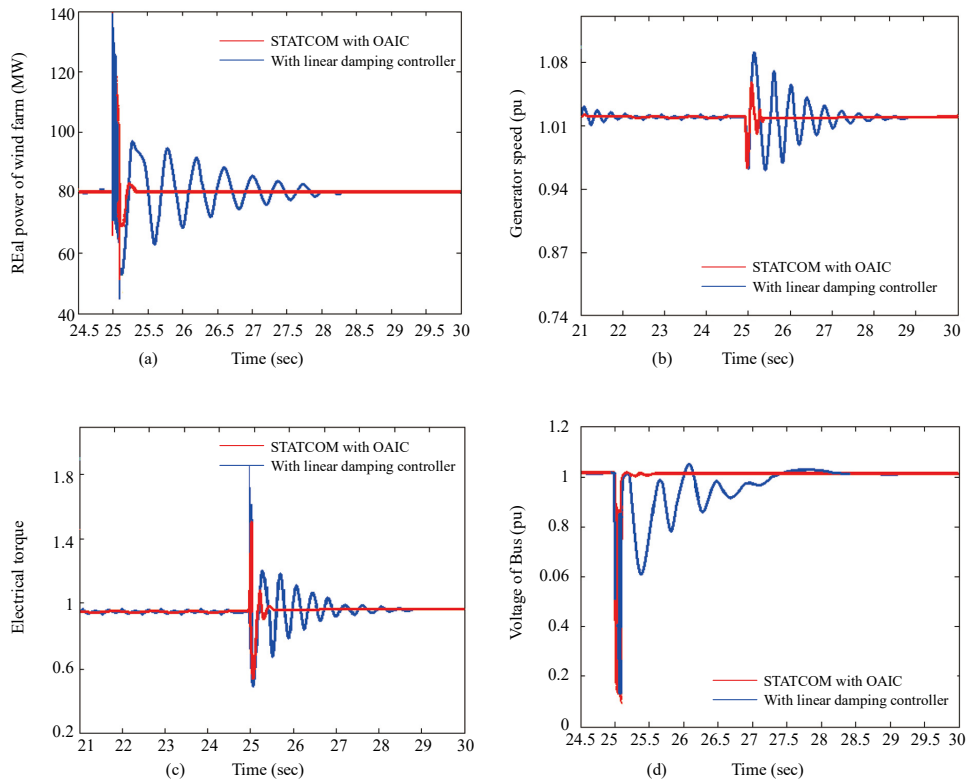 140
120
100
80
60
40
REal power of wind farm (MW)
STATCOM with OAIC
With linear damping controller
24.5 25 25.5 26 26.5 27 27.5 28 28.5 29 29.5 30
(a)
Time (sec)
1.08
1.01
0.94
0.87
0.74
Generator speed (pu)
STATCOM with OAIC
With linear damping controller
21 22 23 24 25 26 27 28 29 30
(b)
Time (sec)
1.8
1.4
1
0.6
0.2
Electrical torque
STATCOM with OAIC
With linear damping controller
21 22 23 24 25 26 27 28 29 30
(c)
Time (sec)
1.2
1
0.8
0.06
0.4
0.2
0
Voltage of Bus (pu)
STATCOM with OAIC
With linear damping controller
24.5 25 25.5 26 26.5 27 27.5 28 28.5 29 29.5 30
(d)
Time (sec)